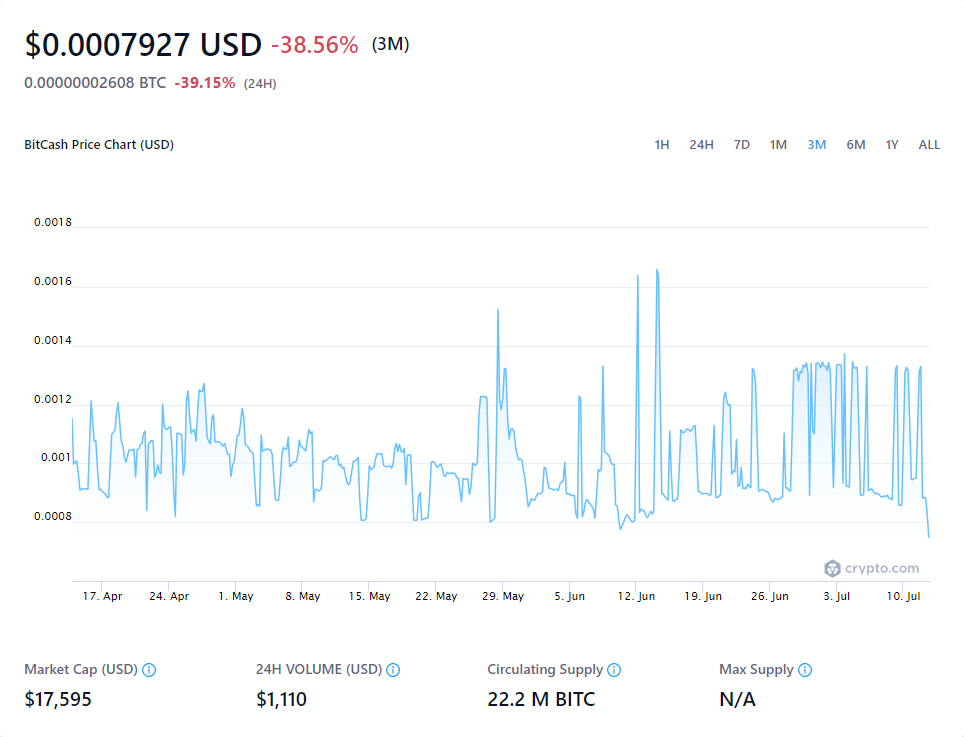 $0.0007927 USD -38.56% (3M)
0.00000002608 BTC -39.15% (24H)
BitCash Price Chart (USD) 1H 24H 7D 1M 3M 6M 1Y ALL
0.0018
0.0016
0.0014
0.0012
0.001
0.0008
crypto.com
17. Apr 24. Apr 1. May 8. May 15. May 22. May 29. May 5. Jun 12. Jun 19. Jun 26. Jun 3. Jul 10. Jul
Market Cap (USD) 24H VOLUME (USD) Circulating Supply Max Supply
$17,595 $1,110 22.2 M BITC N/A